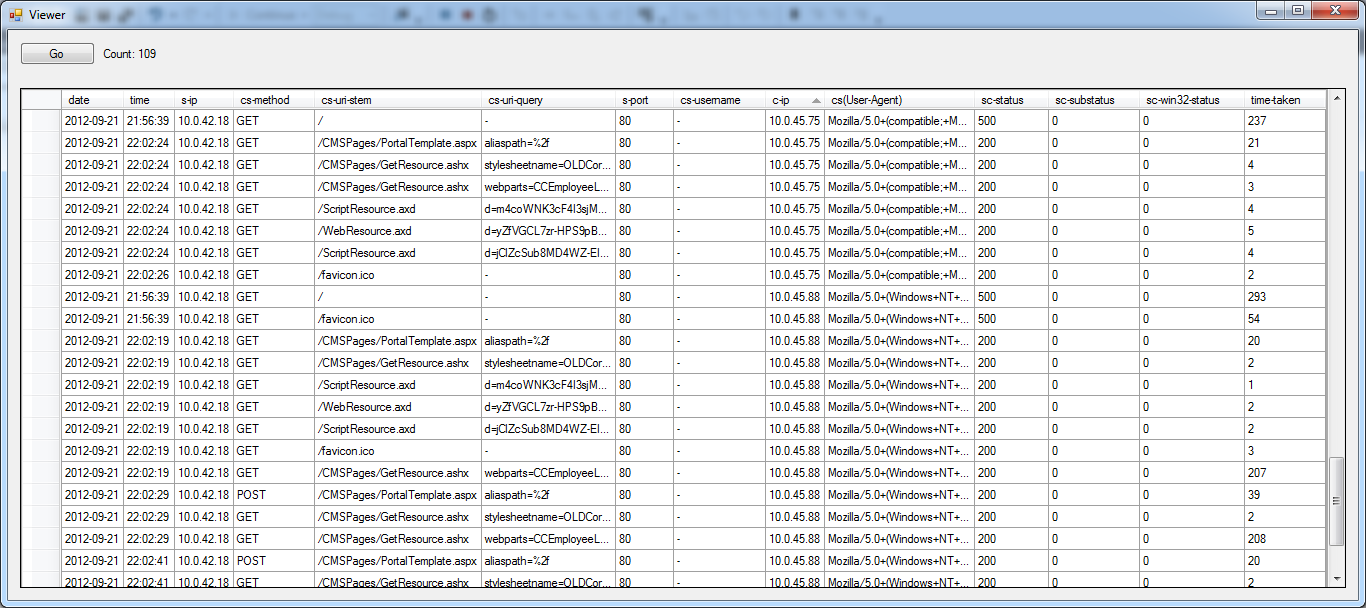 Viewer
Go Count: 109
date time s-ip cs-method cs-uri-stem cs-uri-query s-port cs-username c-ip cs(User-Agent) sc-status sc-substatus sc-win32-status time-taken
2012-09-21 21:56:39 10.0.42.18 GET / - 80 - 10.0.45.75 Mozilla/5.0+(compatible;+M... 500 0 0 237
2012-09-21 22:02:24 10.0.42.18 GET /CMSPages/PortalTemplate.aspx aliaspath=%2f 80 - 10.0.45.75 Mozilla/5.0+(compatible;+M... 200 0 0 21
2012-09-21 22:02:24 10.0.42.18 GET /CMSPages/GetResource.ashx stylesheetname=OLDCor... 80 - 10.0.45.75 Mozilla/5.0+(compatible;+M... 200 0 0 4
2012-09-21 22:02:24 10.0.42.18 GET /CMSPages/GetResource.ashx webparts=CCEmployeeL... 80 - 10.0.45.75 Mozilla/5.0+(compatible;+M... 200 0 0 3
2012-09-21 22:02:24 10.0.42.18 GET /ScriptResource.axd d=m4coWNK3cF4I3sjM... 80 - 10.0.45.75 Mozilla/5.0+(compatible;+M... 200 0 0 4
2012-09-21 22:02:24 10.0.42.18 GET /WebResource.axd d=yZfVGCL7zr-HPS9pB... 80 - 10.0.45.75 Mozilla/5.0+(compatible;+M... 200 0 0 5
2012-09-21 22:02:24 10.0.42.18 GET /ScriptResource.axd d=jClZcSub8MD4WZ-El... 80 - 10.0.45.75 Mozilla/5.0+(compatible;+M... 200 0 0 4
2012-09-21 22:02:26 10.0.42.18 GET /favicon.ico - 80 - 10.0.45.75 Mozilla/5.0+(compatible;+M... 200 0 0 2
2012-09-21 21:56:39 10.0.42.18 GET / - 80 - 10.0.45.88 Mozilla/5.0+(Windows+NT+... 500 0 0 293
2012-09-21 21:56:39 10.0.42.18 GET /favicon.ico - 80 - 10.0.45.88 Mozilla/5.0+(Windows+NT+... 500 0 0 54
2012-09-21 22:02:19 10.0.42.18 GET /CMSPages/PortalTemplate.aspx aliaspath=%2f 80 - 10.0.45.88 Mozilla/5.0+(Windows+NT+... 200 0 0 20
2012-09-21 22:02:19 10.0.42.18 GET /CMSPages/GetResource.ashx stylesheetname=OLDCor... 80 - 10.0.45.88 Mozilla/5.0+(Windows+NT+... 200 0 0 2
2012-09-21 22:02:19 10.0.42.18 GET /ScriptResource.axd d=m4coWNK3cF4I3sjM... 80 - 10.0.45.88 Mozilla/5.0+(Windows+NT+... 200 0 0 1
2012-09-21 22:02:19 10.0.42.18 GET /WebResource.axd d=yZfVGCL7zr-HPS9pB... 80 - 10.0.45.88 Mozilla/5.0+(Windows+NT+... 200 0 0 2
2012-09-21 22:02:19 10.0.42.18 GET /ScriptResource.axd d=jClZcSub8MD4WZ-El... 80 - 10.0.45.88 Mozilla/5.0+(Windows+NT+... 200 0 0 2
2012-09-21 22:02:19 10.0.42.18 GET /favicon.ico - 80 - 10.0.45.88 Mozilla/5.0+(Windows+NT+... 200 0 0 3
2012-09-21 22:02:19 10.0.42.18 GET /CMSPages/GetResource.ashx webparts=CCEmployeeL... 80 - 10.0.45.88 Mozilla/5.0+(Windows+NT+... 200 0 0 207
2012-09-21 22:02:29 10.0.42.18 POST /CMSPages/PortalTemplate.aspx aliaspath=%2f 80 - 10.0.45.88 Mozilla/5.0+(Windows+NT+... 200 0 0 39
2012-09-21 22:02:29 10.0.42.18 GET /CMSPages/GetResource.ashx stylesheetname=OLDCor... 80 - 10.0.45.88 Mozilla/5.0+(Windows+NT+... 200 0 0 2
2012-09-21 22:02:29 10.0.42.18 GET /CMSPages/GetResource.ashx webparts=CCEmployeeL... 80 - 10.0.45.88 Mozilla/5.0+(Windows+NT+... 200 0 0 208
2012-09-21 22:02:41 10.0.42.18 POST /CMSPages/PortalTemplate.aspx aliaspath=%2f 80 - 10.0.45.88 Mozilla/5.0+(Windows+NT+... 200 0 0 20
2012-09-21 22:02:41 10.0.42.18 GET /CMSPages/GetResource.ashx stylesheetname=OLDCor... 80 - 10.0.45.88 Mozilla/5.0+(Windows+NT+... 200 0 0 2